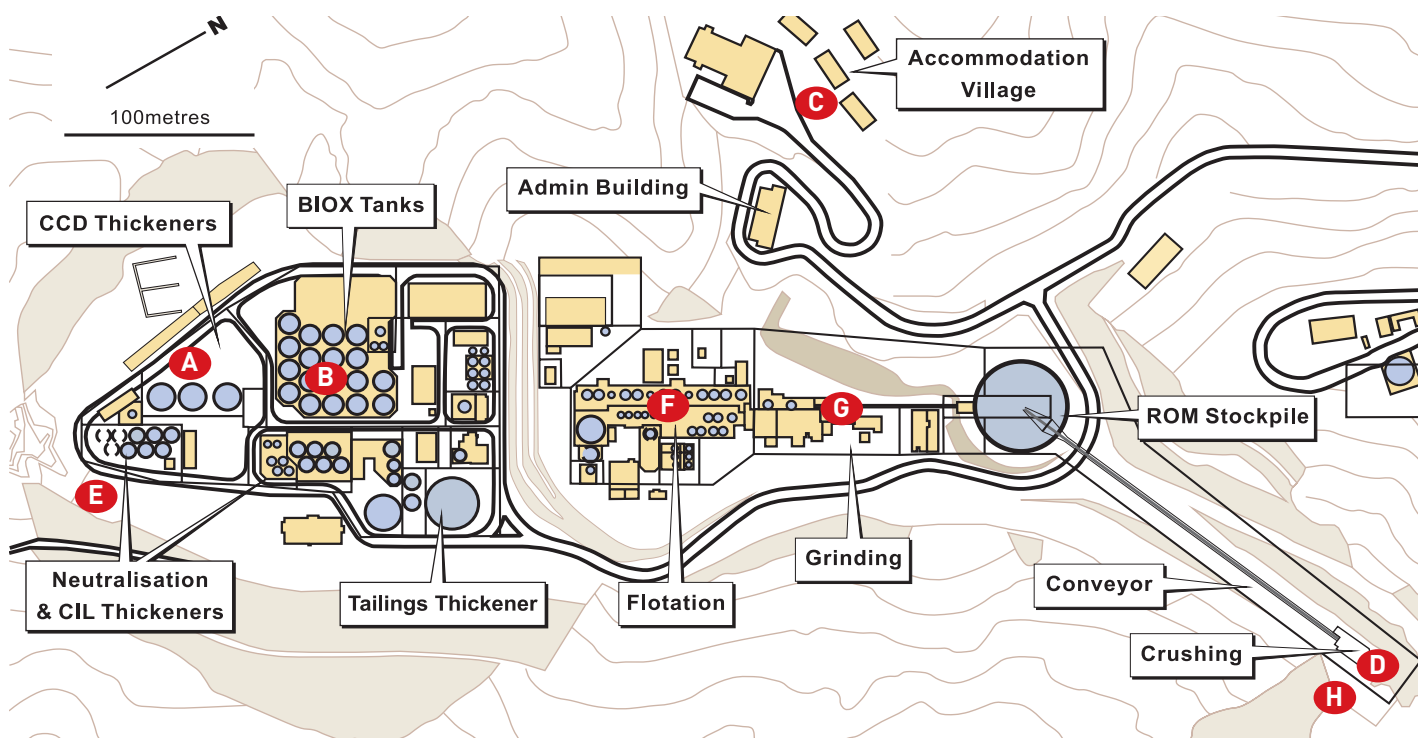 N
100metres
Accommodation
Village
C
Admin Building
BIOX Tanks
CCD Thickeners
A
B
F
G
ROM Stockpile
E
Grinding
Neutralisation
& CIL Thickeners
Tailings Thickener
Flotation
Conveyor
Crushing
D
H